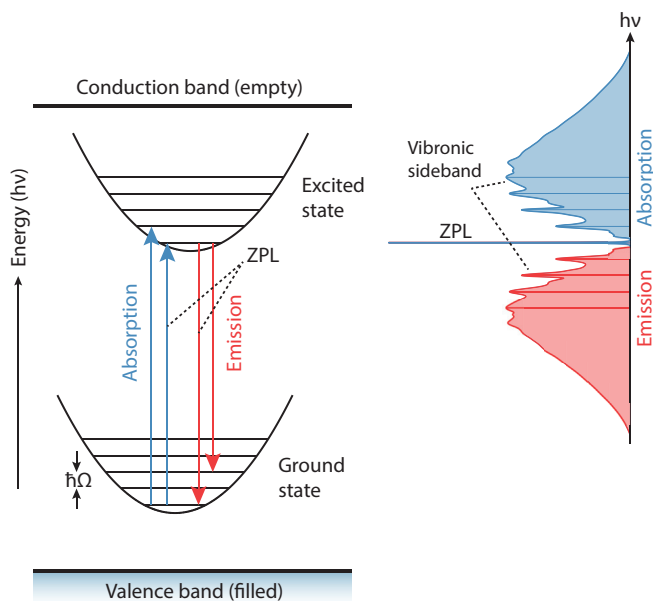 Conduction band (empty)
Energy (hν)
Excited
state
ZPL
Absorption
Emission
Ground
state
ħΩ
Valence band (filled)
hν
Vibronic
sideband
Absorption
ZPL
Emission